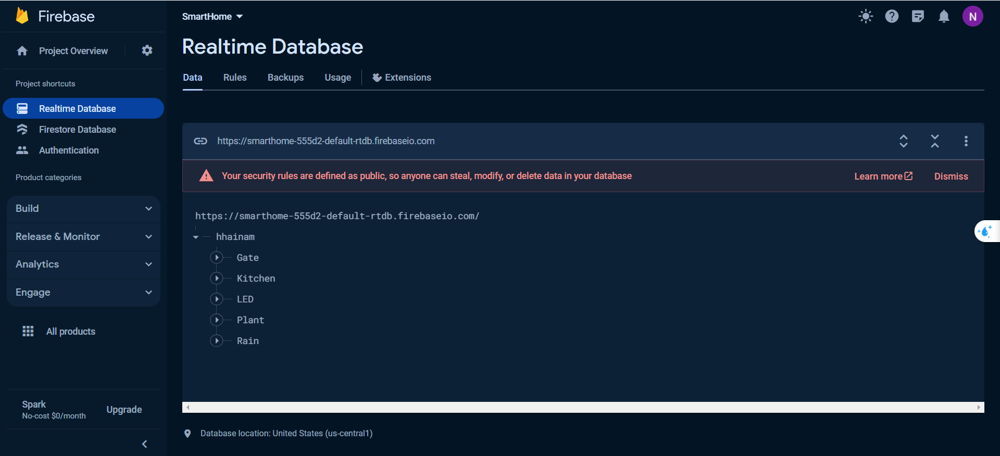 Firebase
SmartHome
N
Project Overview
Realtime Database
Data Rules Backups Usage Extensions
Project shortcuts
Realtime Database
Firestore Database
Authentication
Product categories
Build
Release & Monitor
Analytics
Engage
All products
Spark
No-cost $0/month
Upgrade
https://smarthome-555d2-default-rtdb.firebaseio.com
Your security rules are defined as public, so anyone can steal, modify, or delete data in your database
Learn more Dismiss
https://smarthome-555d2-default-rtdb.firebaseio.com/
hhainam
Gate
Kitchen
LED
Plant
Rain
Database location: United States (us-central1)